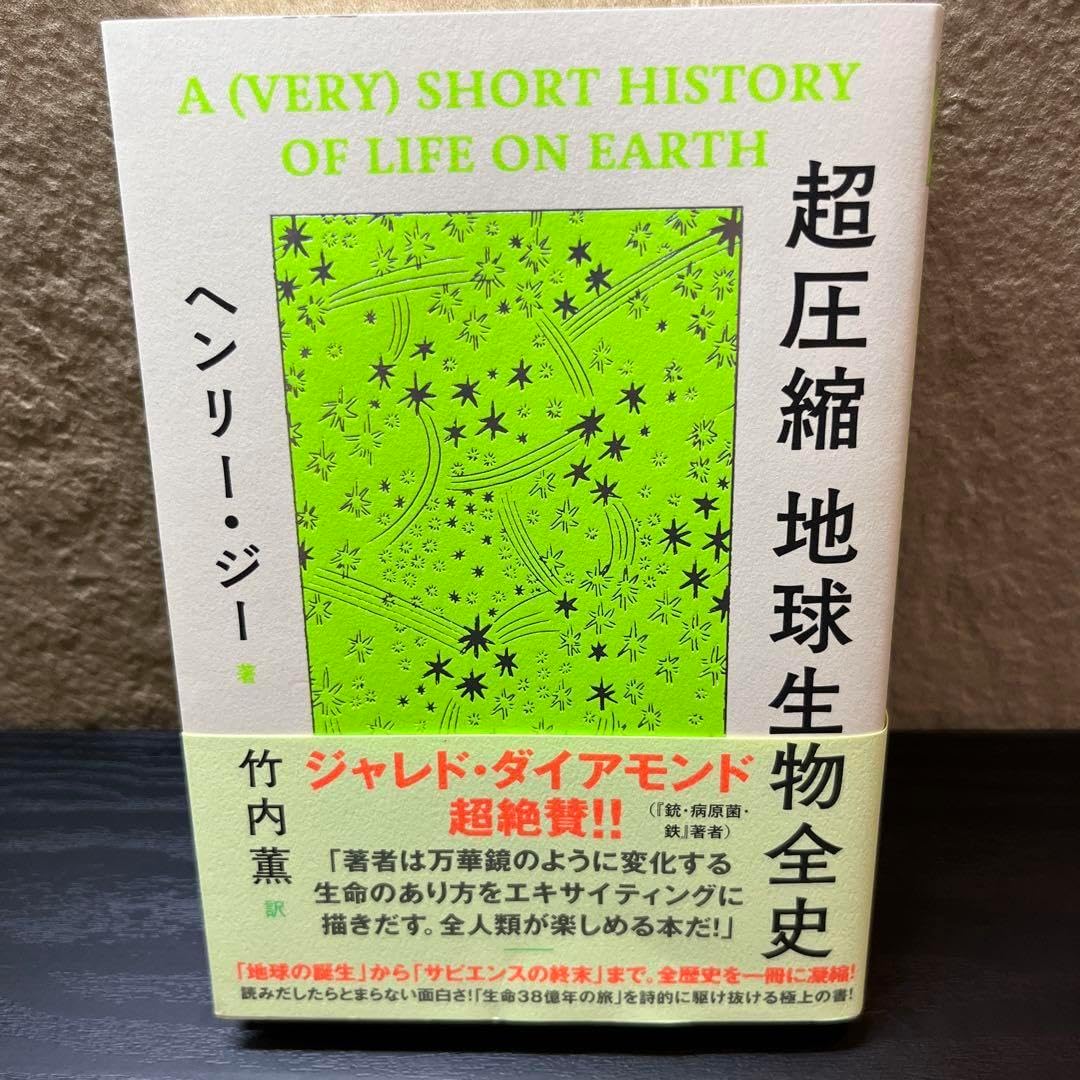 A (VERY) SHORT HISTORY
OF LIFE ON EARTH
超圧縮 地球生物全史
ヘンリー・ジー 著
竹内薫 訳
ジャレド・ダイアモンド
超絶賛!!
(『銃・病原菌・
鉄』著者)
「著者は万華鏡のように変化する
生命のあり方をエキサイティングに
描きだす。全人類が楽しめる本だ!」
「地球の誕生」から「サピエンスの終末」まで。全歴史を一冊に凝縮!
読みだしたらとまらない面白さ!「生命38億年の旅」を詩的に駆け抜ける極上の書!